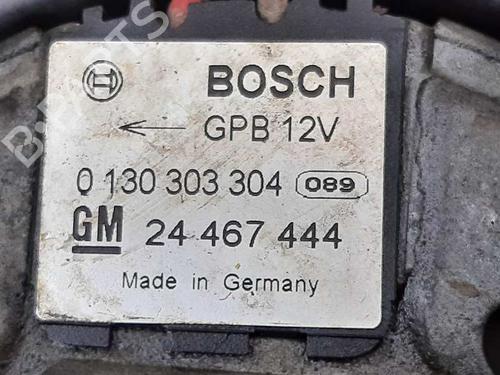 BOSCH
← GPB 12V
0 130 303 304 089
GM 24 467 444
Made in Germany